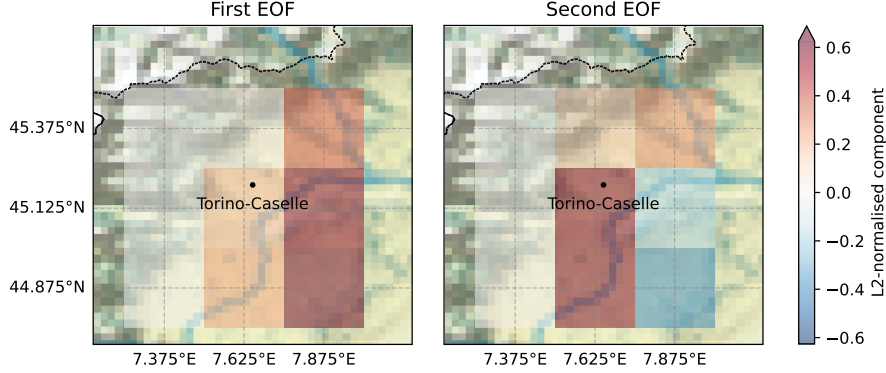 First EOF
Second EOF
45.375°N
45.125°N
44.875°N
Torino-Caselle
Torino-Caselle
7.375°E 7.625°E 7.875°E
7.375°E 7.625°E 7.875°E
0.6
0.4
0.2
0.0
−0.2
−0.4
−0.6
L2-normalised component